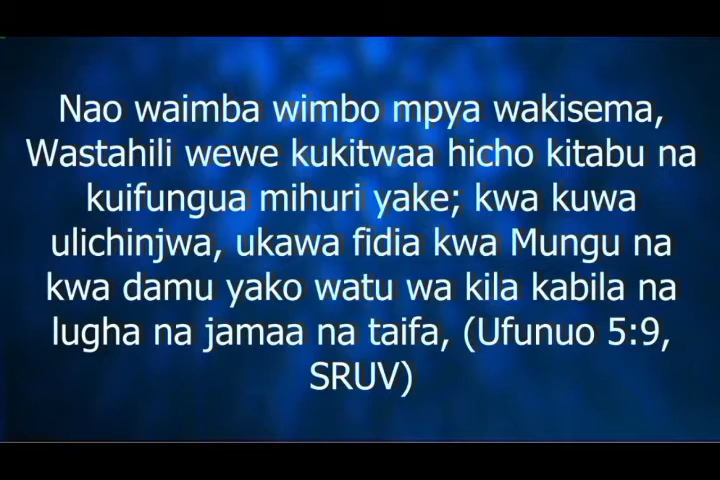 Nao waimba wimbo mpya wakisema,
Wastahili wewe kukitwaa hicho kitabu na
kuifungua mihuri yake; kwa kuwa
ulichinjwa, ukawa fidia kwa Mungu na
kwa damu yako watu wa kila kabila na
lugha na jamaa na taifa, (Ufunuo 5:9,
SRUV)